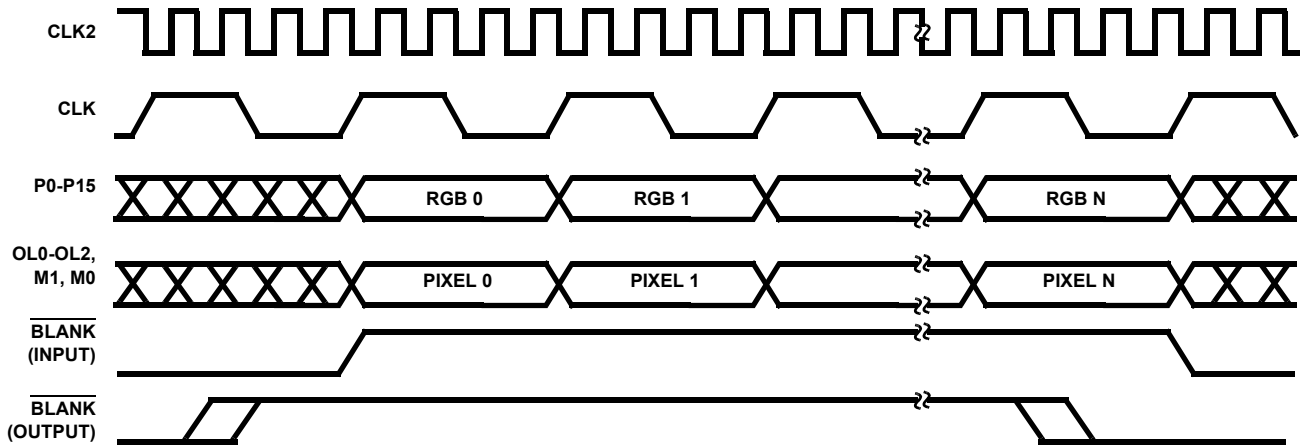 CLK2
CLK
P0-P15
RGB 0
RGB 1
RGB N
OL0-OL2,
M1, M0
PIXEL 0
PIXEL 1
PIXEL N
BLANK
(INPUT)
BLANK
(OUTPUT)